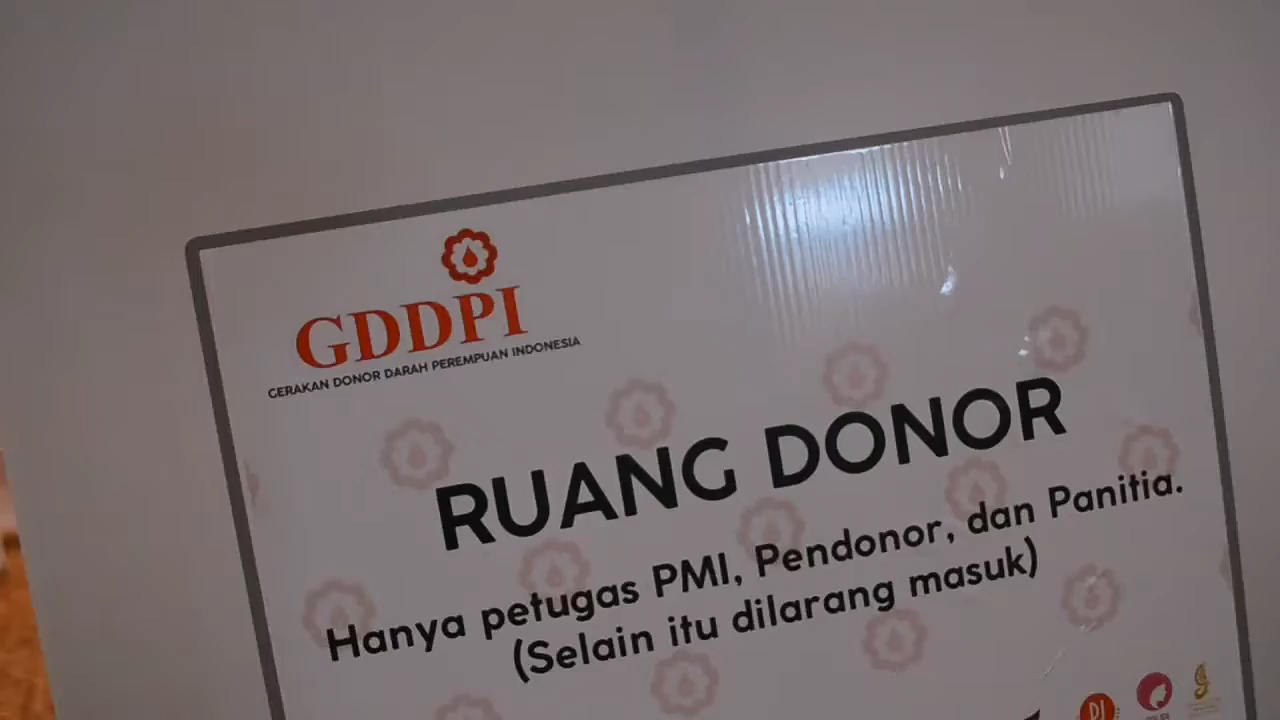 GDDPI
GERAKAN DONOR DARAH PEREMPUAN INDONESIA
RUANG DONOR
Hanya petugas PMI, Pendonor, dan Panitia.
(Selain itu dilarang masuk)